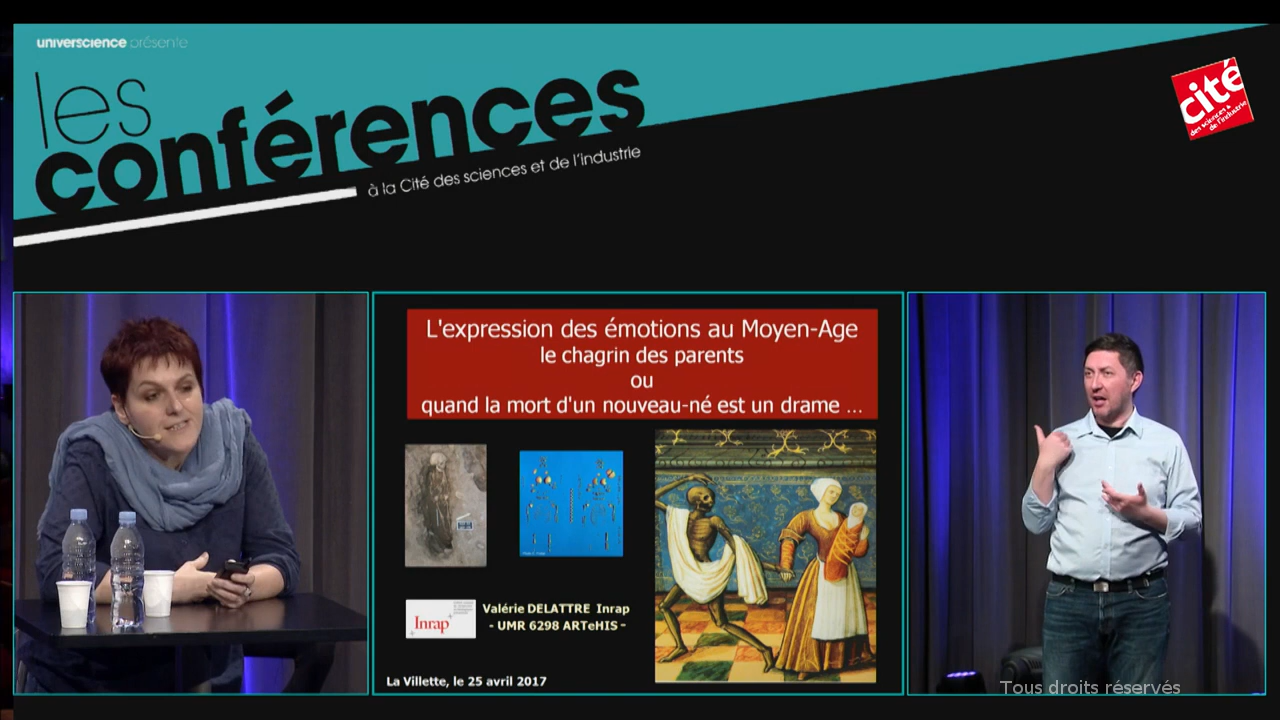 universcience présente
les
conférences
à la Cité des sciences et de l'industrie
cité
des sciences &
de l'industrie
L'expression des émotions au Moyen-Age
le chagrin des parents
ou
quand la mort d'un nouveau-né est un drame ...
Inrap
Valérie DELATTRE Inrap
- UMR 6298 ARTeHIS -
La Villette, le 25 avril 2017
Tous droits réservés